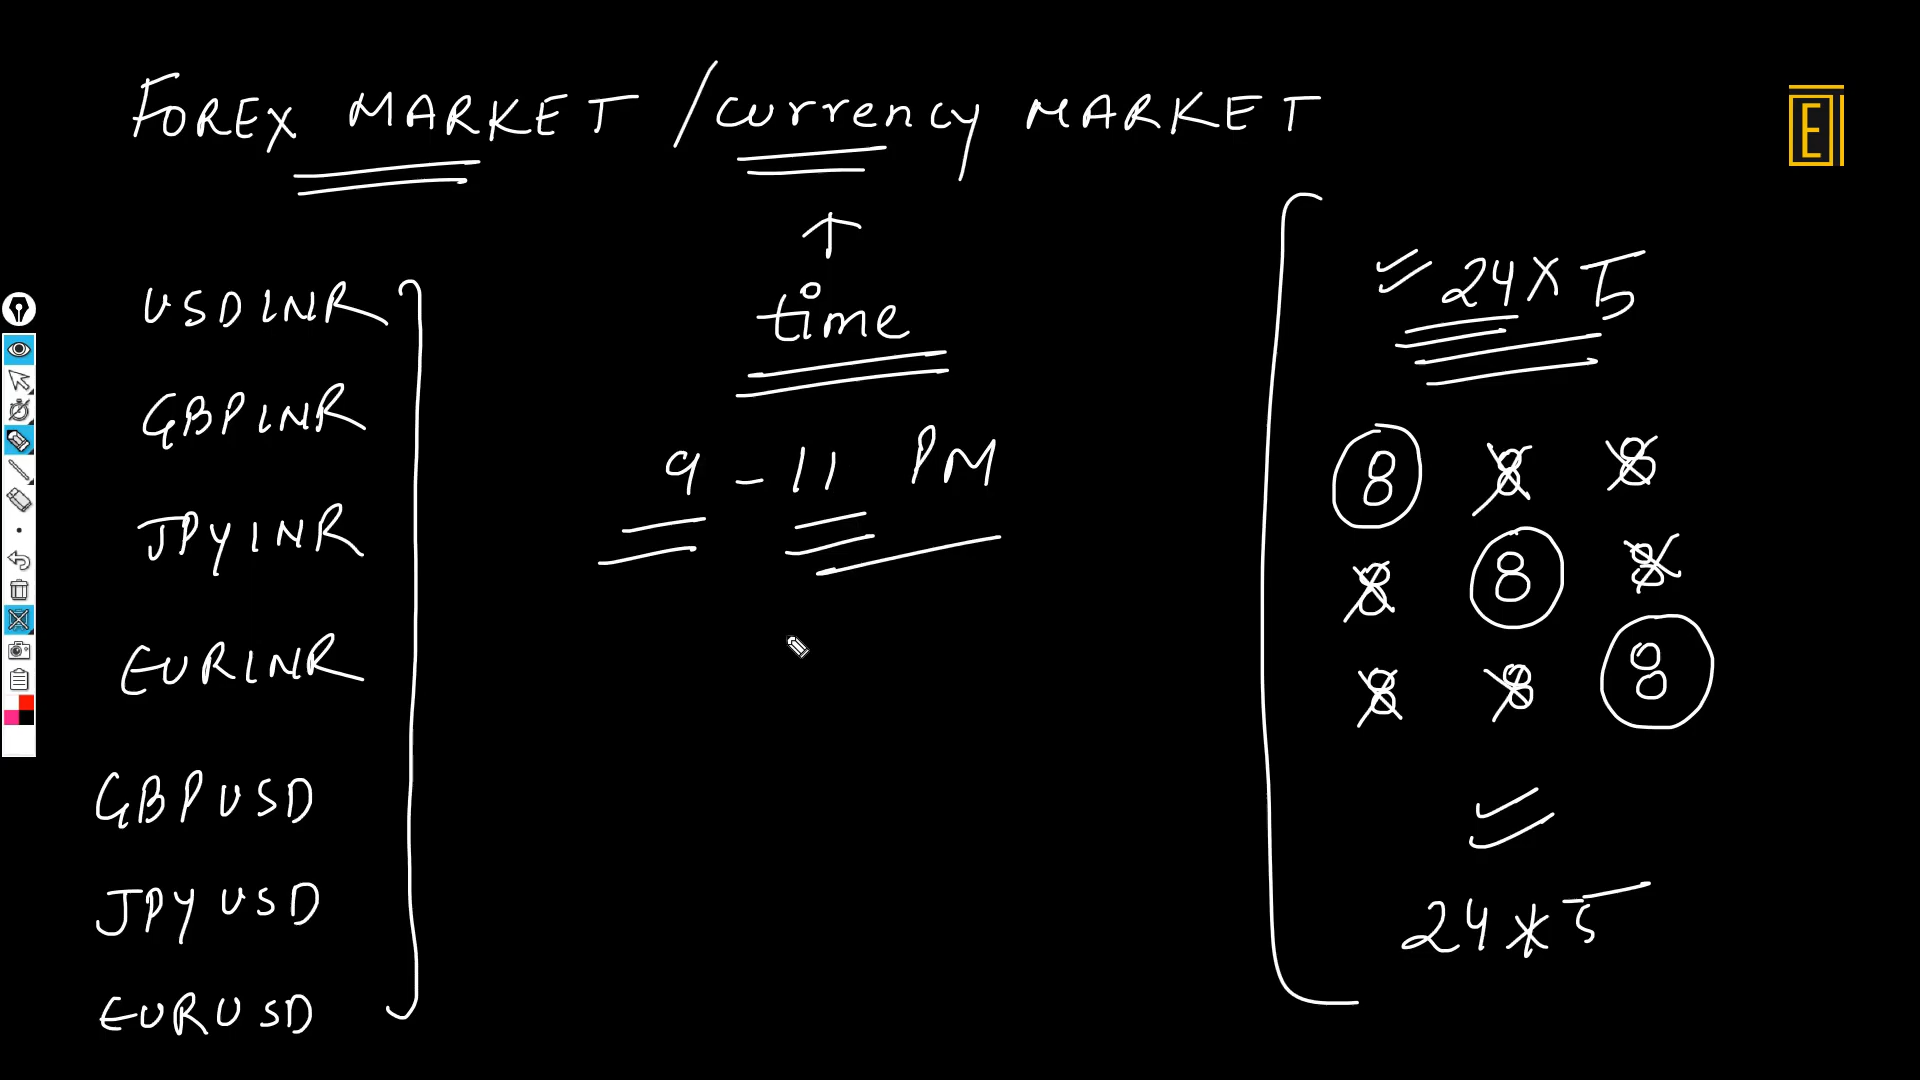 FOREX MARKET / currency MARKET
E
time
USDINR
GBPINR
JPYINR
EURINR
GBPUSD
JPYUSD
EURUSD
9 - 11 PM
24 x 5
8 8 8
8 8 8
8 8 8
24 * 5